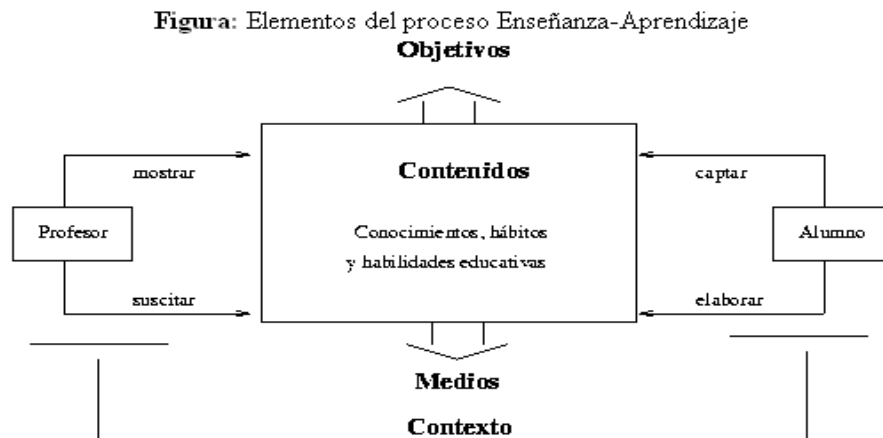 Figura: Elementos del proceso Enseñanza-Aprendizaje
Objetivos
Contenidos
mostrar
captar
Profesor
Conocimientos, hábitos
y habilidades educativas
Alumno
suscitar
elaborar
Medios
Contexto